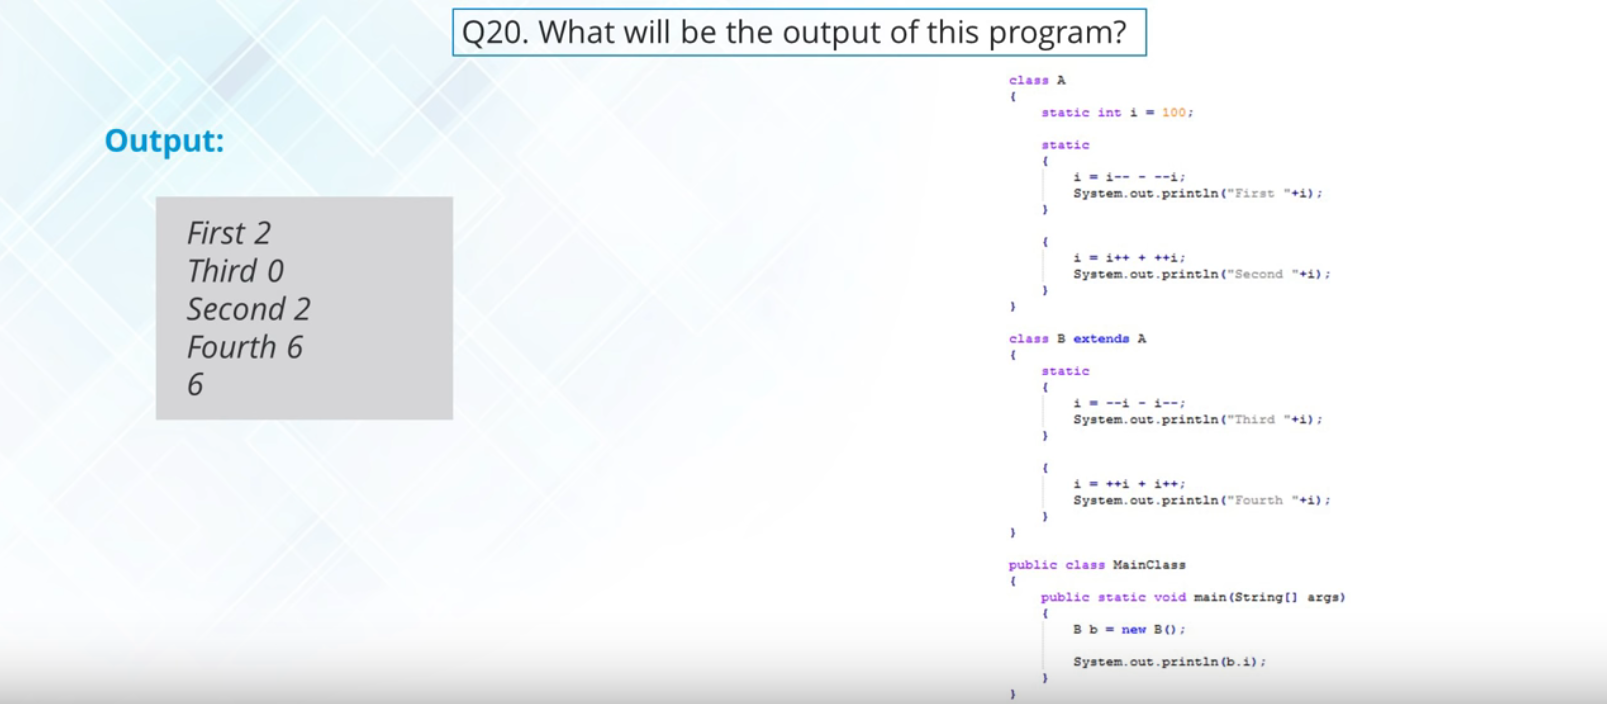 Q20. What will be the output of this program?
Output:
First 2
Third 0
Second 2
Fourth 6
6
class A
{
static int i = 100;
static
{
i = i-- - --i;
System.out.println("First "+i);
}
{
i = i++ + ++i;
System.out.println("Second "+i);
}
}
class B extends A
{
static
{
i = --i - i--;
System.out.println("Third "+i);
}
{
i = ++i + i++;
System.out.println("Fourth "+i);
}
}
public class MainClass
{
public static void main(String[] args)
{
B b = new B();
System.out.println(b.i);
}
}